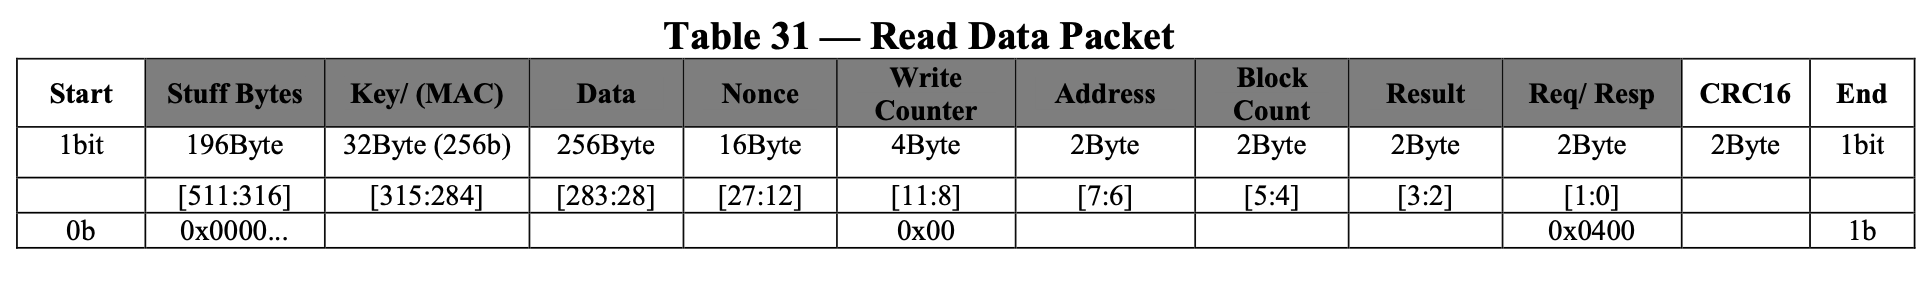 Table 31 — Read Data Packet
Start Stuff Bytes Key/ (MAC) Data Nonce Write Counter Address Block Count Result Req/ Resp CRC16 End
1bit 196Byte 32Byte (256b) 256Byte 16Byte 4Byte 2Byte 2Byte 2Byte 2Byte 2Byte 1bit
[511:316] [315:284] [283:28] [27:12] [11:8] [7:6] [5:4] [3:2] [1:0]
0b 0x0000... 0x00 0x0400 1b